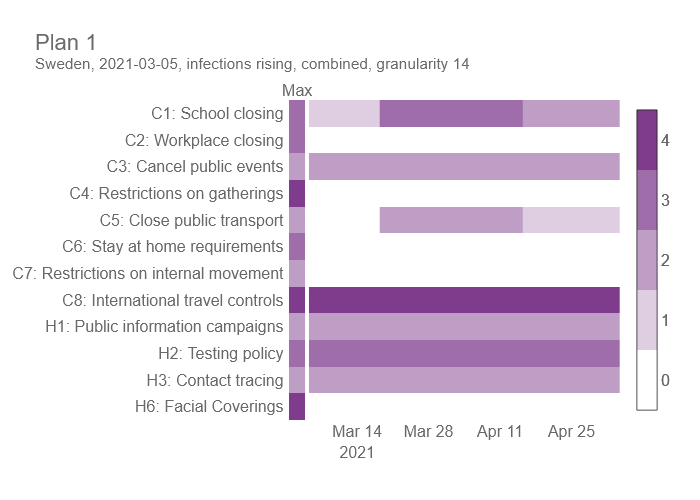 Plan 1
Sweden, 2021-03-05, infections rising, combined, granularity 14
Max
C1: School closing
C2: Workplace closing
C3: Cancel public events
C4: Restrictions on gatherings
C5: Close public transport
C6: Stay at home requirements
C7: Restrictions on internal movement
C8: International travel controls
H1: Public information campaigns
H2: Testing policy
H3: Contact tracing
H6: Facial Coverings
Mar 14 Mar 28 Apr 11 Apr 25
2021
4
3
2
1
0